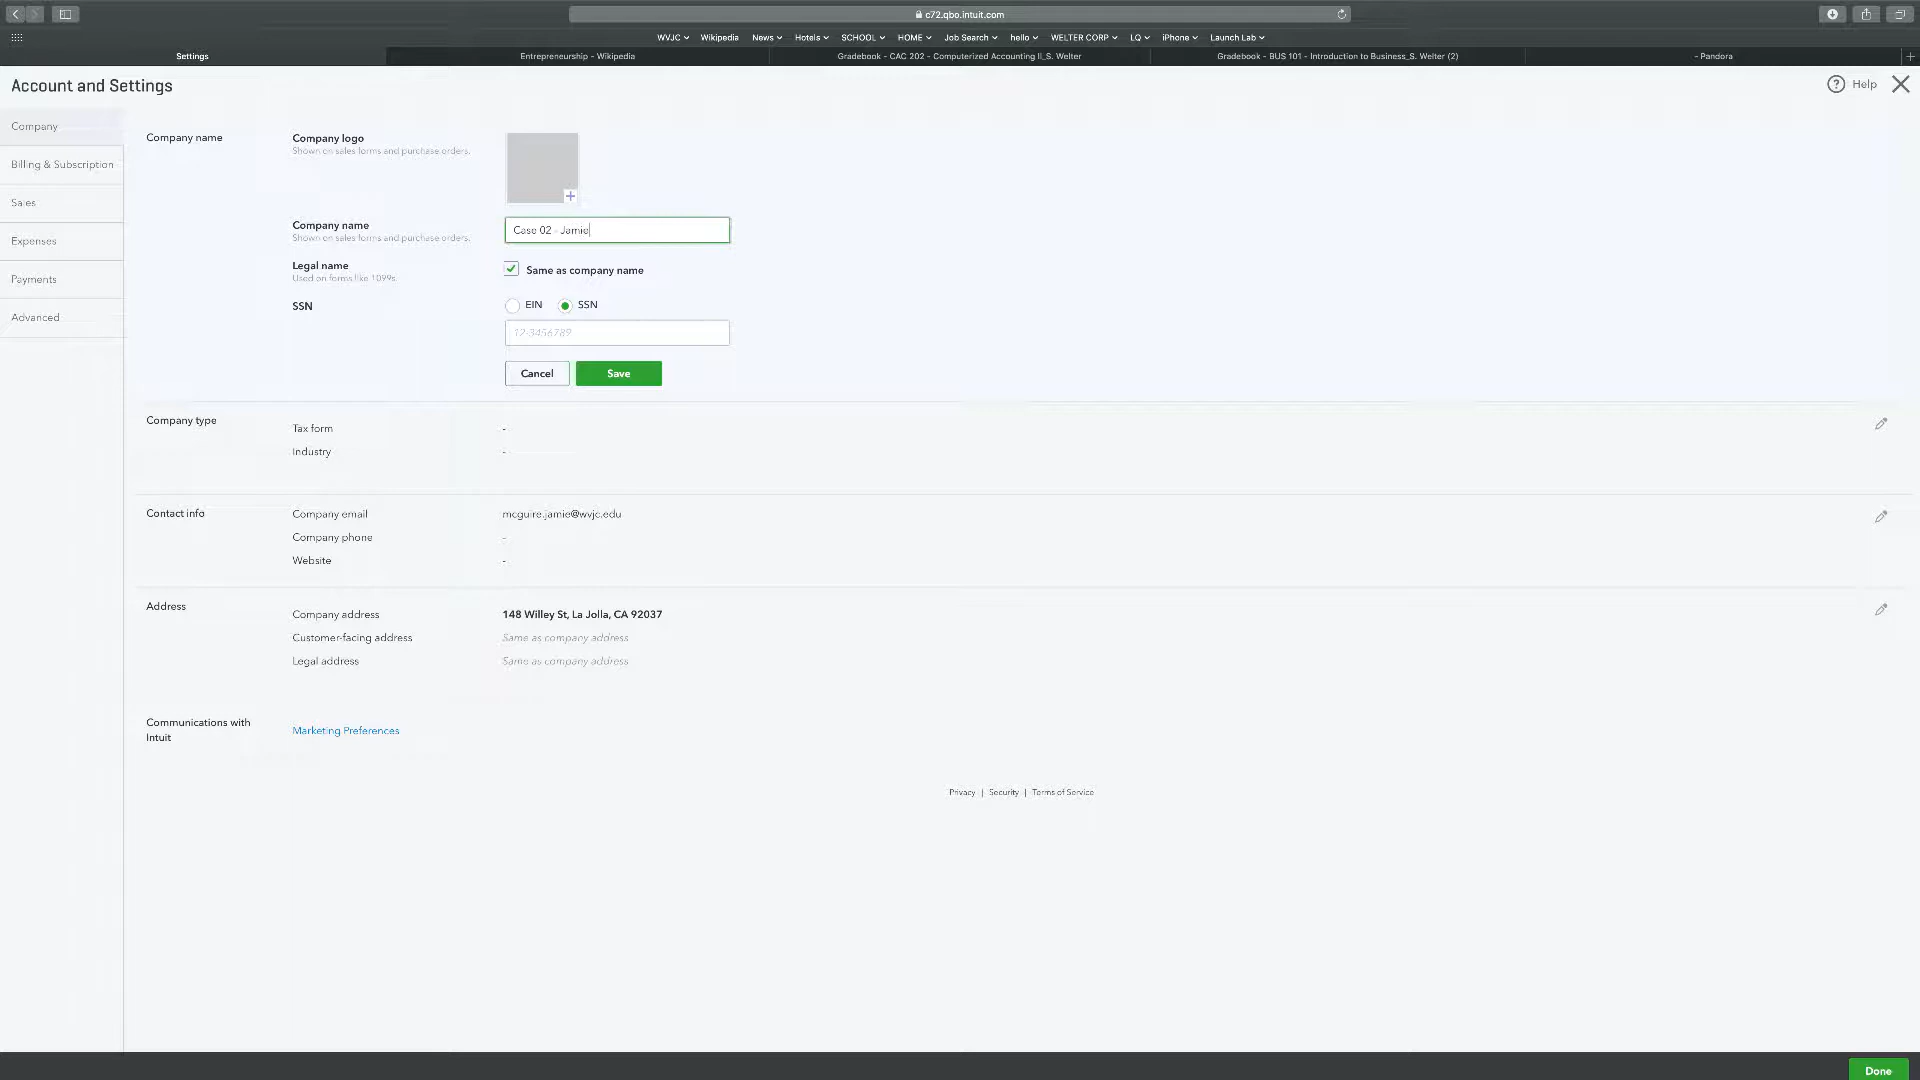 c72.qbo.intuit.com
WVJC Wikipedia News Hotels SCHOOL HOME Job Search hello WELTER CORP LQ iPhone Launch Lab
Settings Entrepreneurship - Wikipedia Gradebook - CAC 202 - Computerized Accounting II_S. Welter Gradebook - BUS 101 - Introduction to Business_S. Welter (2) - Pandora
Account and Settings
? Help
Company
Billing & Subscription
Sales
Expenses
Payments
Advanced
Company name
Company logo
Shown on sales forms and purchase orders.
Company name
Shown on sales forms and purchase orders.
Case 02 - Jamie
Legal name
Used on forms like 1099s.
Same as company name
SSN
EIN SSN
12-3456789
Cancel Save
Company type
Tax form -
Industry -
Contact info
Company email mcguire.jamie@wvjc.edu
Company phone -
Website -
Address
Company address 148 Willey St, La Jolla, CA 92037
Customer-facing address Same as company address
Legal address Same as company address
Communications with
Intuit
Marketing Preferences
Privacy | Security | Terms of Service
Done